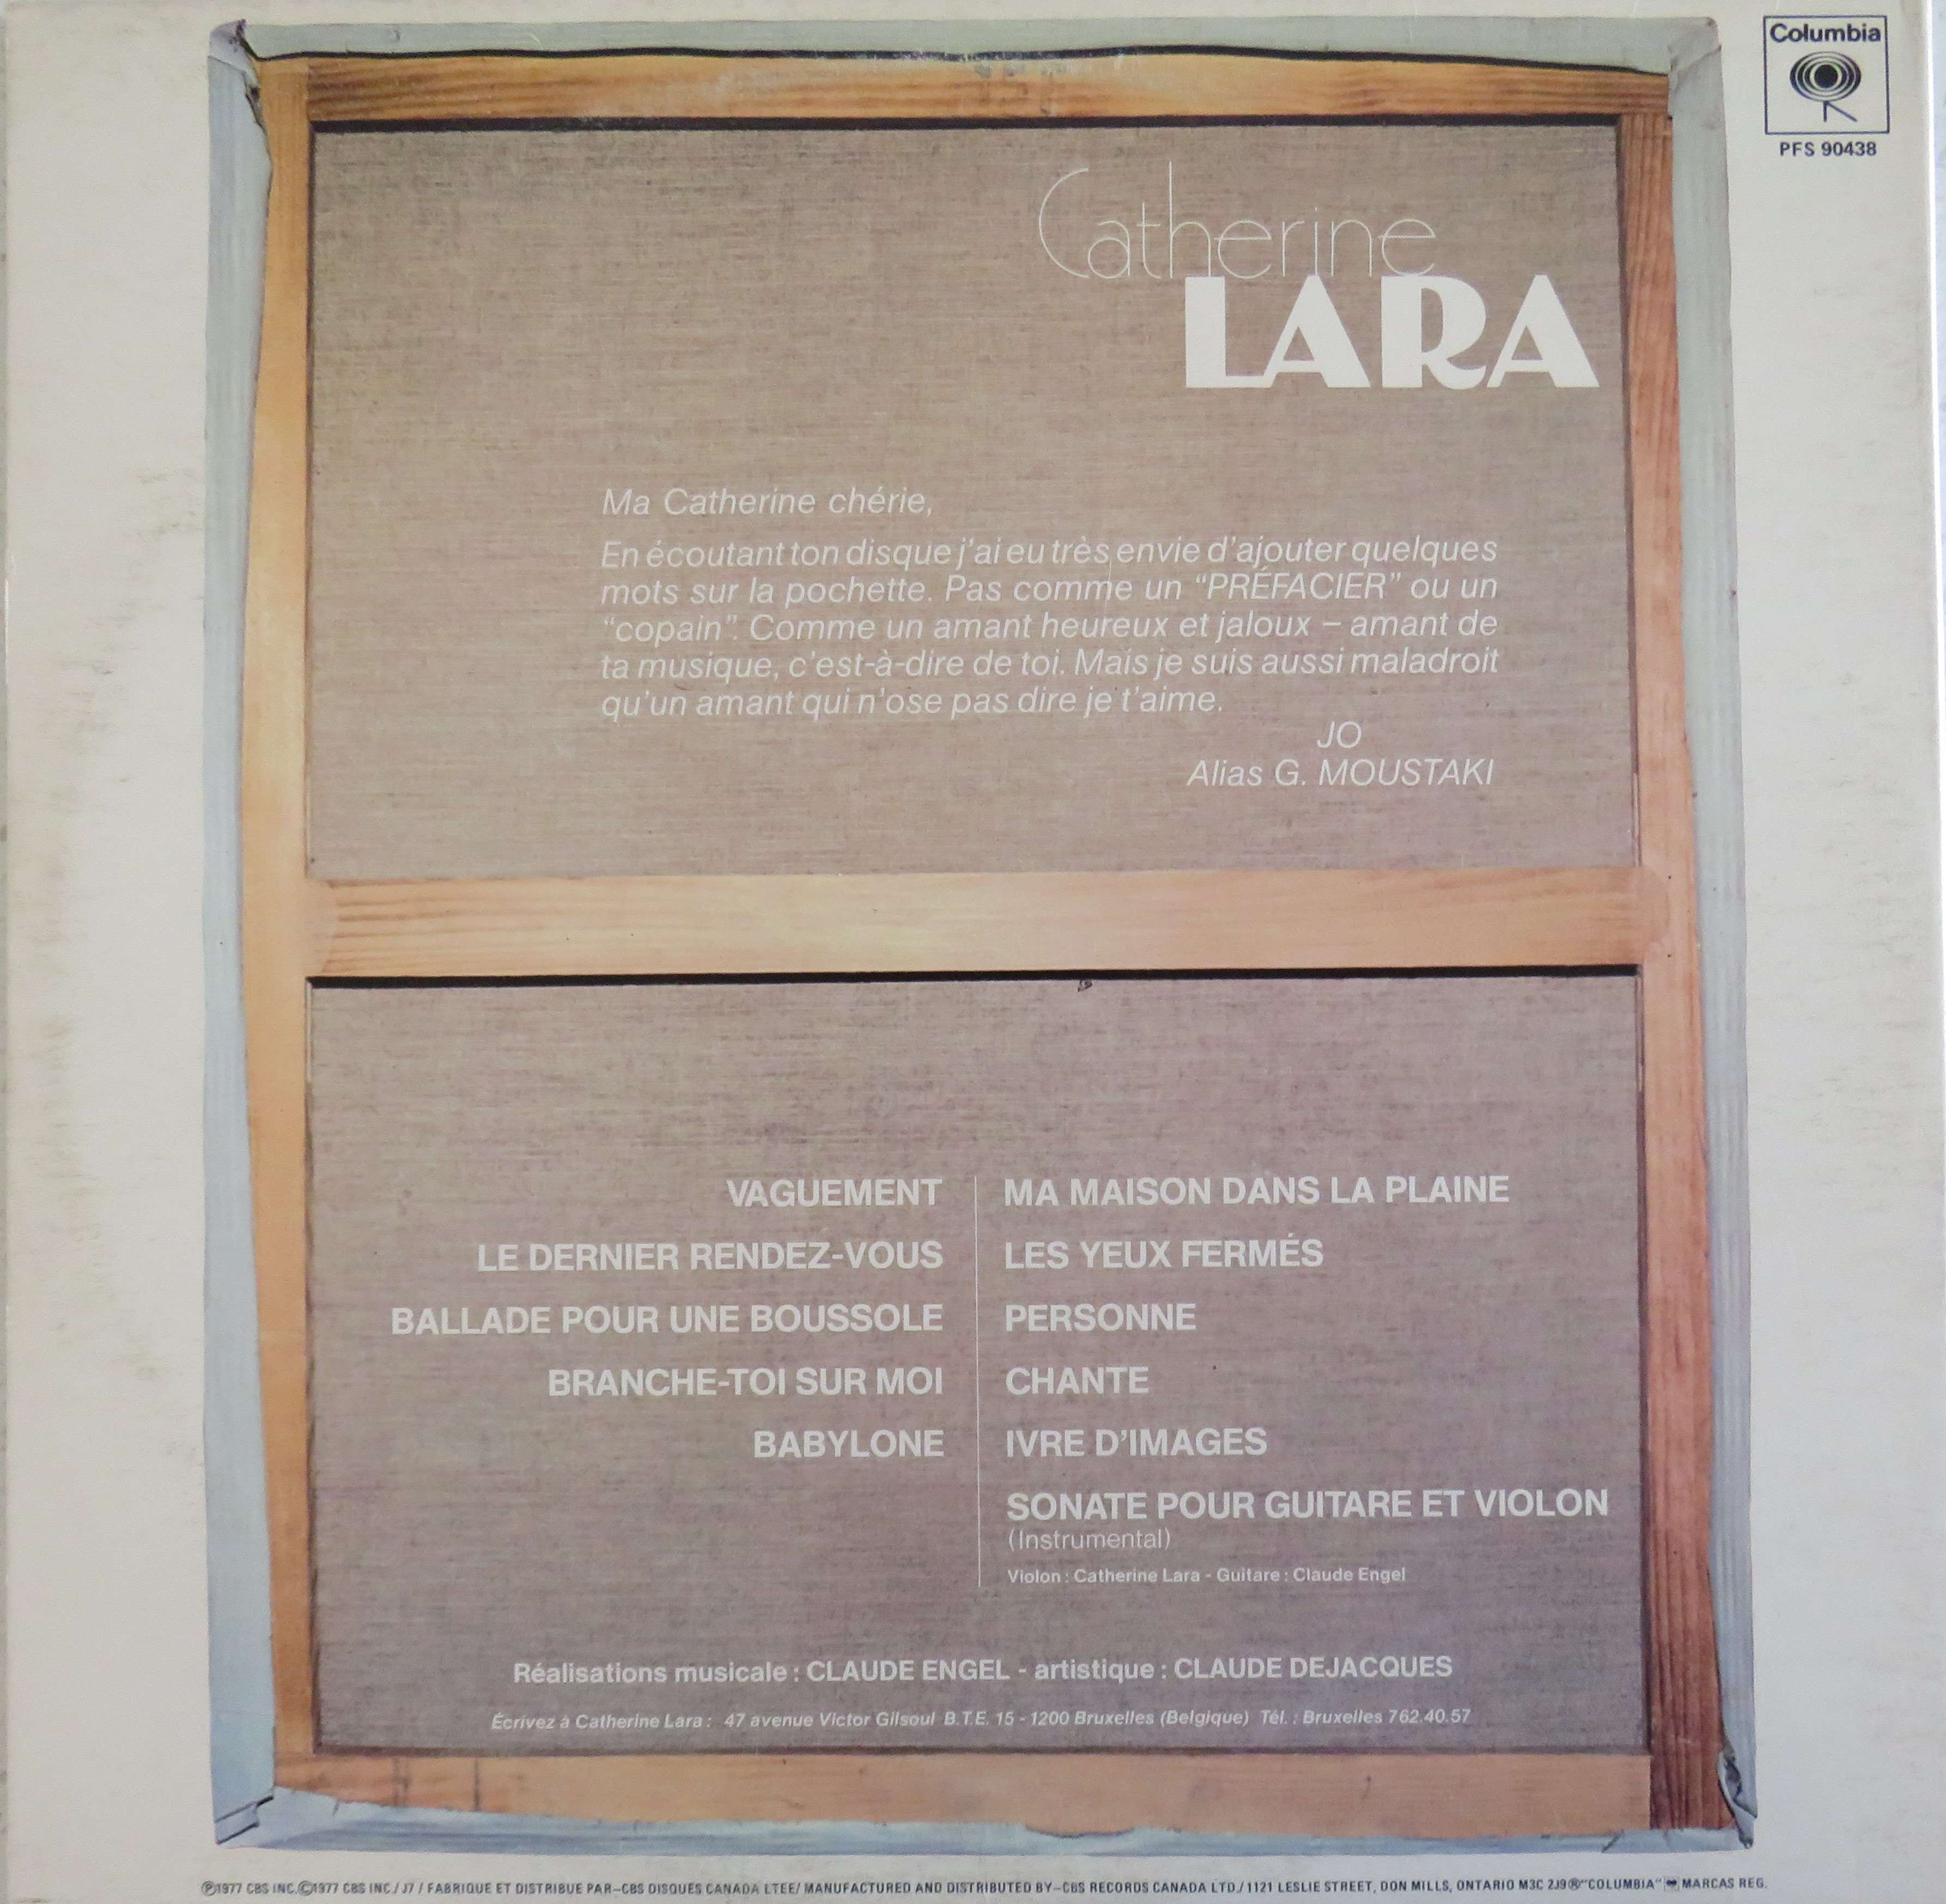 Columbia
PFS 90438
Catherine
LARA
Ma Catherine chérie,
En écoutant ton disque j'ai eu très envie d'ajouter quelques
mots sur la pochette. Pas comme un “PRÉFACIER” ou un
“copain”. Comme un amant heureux et jaloux – amant de
ta musique, c'est-à-dire de toi. Mais je suis aussi maladroit
qu'un amant qui n'ose pas dire je t'aime.
JO
Alias G. MOUSTAKI
VAGUEMENT
LE DERNIER RENDEZ-VOUS
BALLADE POUR UNE BOUSSOLE
BRANCHE-TOI SUR MOI
BABYLONE
MA MAISON DANS LA PLAINE
LES YEUX FERMÉS
PERSONNE
CHANTE
IVRE D'IMAGES
SONATE POUR GUITARE ET VIOLON
(Instrumental)
Violon : Catherine Lara - Guitare : Claude Engel
Réalisations musicale : CLAUDE ENGEL - artistique : CLAUDE DEJACQUES
Écrivez à Catherine Lara : 47 avenue Victor Gilsoul B.T.E. 15 - 1200 Bruxelles (Belgique) Tél. : Bruxelles 762.40.57
℗1977 CBS INC.©1977 CBS INC./ J7 / FABRIQUE ET DISTRIBUE PAR–CBS DISQUES CANADA LTEE/ MANUFACTURED AND DISTRIBUTED BY–CBS RECORDS CANADA LTD./ 1121 LESLIE STREET, DON MILLS, ONTARIO M3C 2J9 ®“COLUMBIA” MARCAS REG.